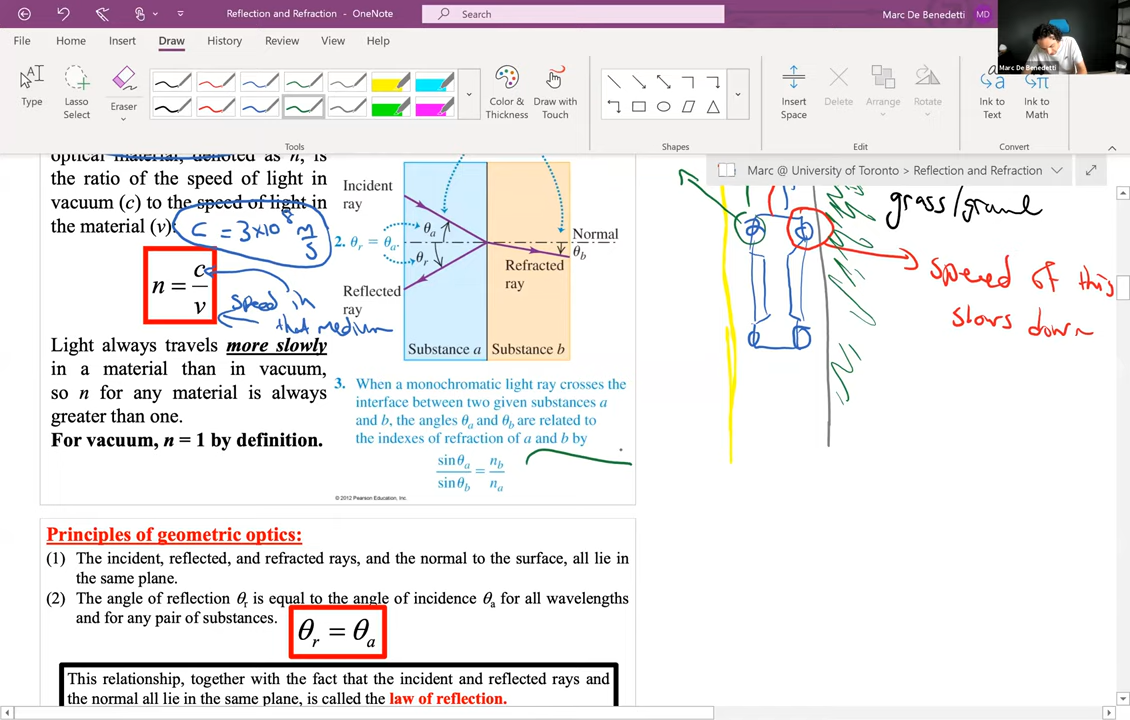 Reflection and Refraction - OneNote
Search
Marc De Benedetti
MD
File
Home
Insert
Draw
History
Review
View
Help
Type
Lasso
Select
Eraser
Color &
Thickness
Draw with
Touch
Insert
Space
Delete
Arrange
Rotate
Ink to
Text
Ink to
Math
Marc De Benedetti
Tools
Shapes
Edit
Convert
Marc @ University of Toronto > Reflection and Refraction
optical material, denoted as n, is
the ratio of the speed of light in
vacuum (c) to the speed of light in
the material (v):
c = 3×10⁸ m/s
n = c/v
speed in
that medium
Light always travels more slowly
in a material than in vacuum,
so n for any material is always
greater than one.
For vacuum, n = 1 by definition.
Incident
ray
2. θr = θa
θa
θr
Normal
θb
Refracted
ray
Reflected
ray
Substance a
Substance b
3. When a monochromatic light ray crosses the
interface between two given substances a
and b, the angles θa and θb are related to
the indexes of refraction of a and b by
sinθa/sinθb = nb/na
© 2012 Pearson Education, Inc.
Principles of geometric optics:
(1) The incident, reflected, and refracted rays, and the normal to the surface, all lie in
the same plane.
(2) The angle of reflection θr is equal to the angle of incidence θa for all wavelengths
and for any pair of substances.
θr = θa
This relationship, together with the fact that the incident and reflected rays and
the normal all lie in the same plane, is called the law of reflection.
speed of this
slows down